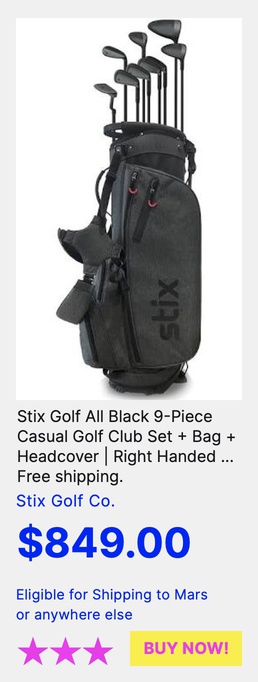 stix
Stix Golf All Black 9-Piece
Casual Golf Club Set + Bag +
Headcover | Right Handed ...
Free shipping.
Stix Golf Co.
$849.00
Eligible for Shipping to Mars
or anywhere else
BUY NOW!